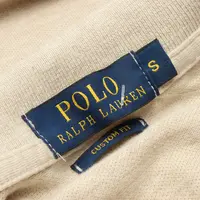 POLO
RALPH LAUREN
S
CUSTOM FIT